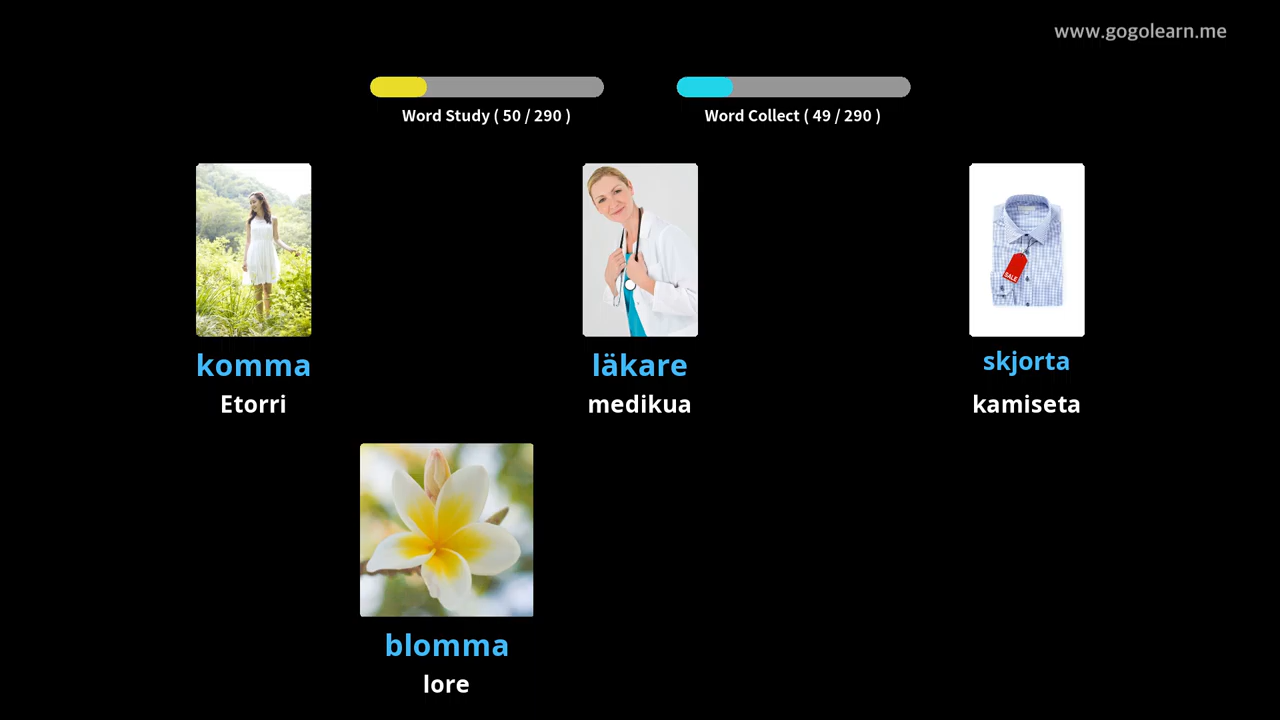 www.gogolearn.me
Word Study ( 50 / 290 )
Word Collect ( 49 / 290 )
SALE
komma
läkare
skjorta
Etorri
medikua
kamiseta
blomma
lore